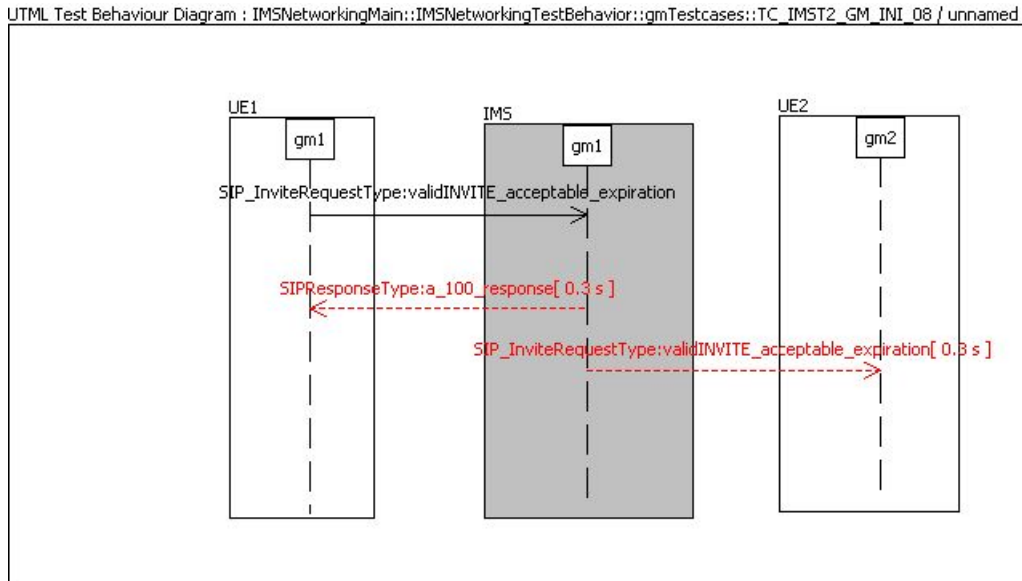 UTML Test Behaviour Diagram : IMSNetworkingMain::IMSNetworkingTestBehavior::gmTestcases::TC_IMST2_GM_INI_08 / unnamed
UE1
IMS
UE2
gm1
gm1
gm2
SIP_InviteRequestType:validINVITE_acceptable_expiration
SIPResponseType:a_100_response[ 0.3 s ]
SIP_InviteRequestType:validINVITE_acceptable_expiration[ 0.3 s ]